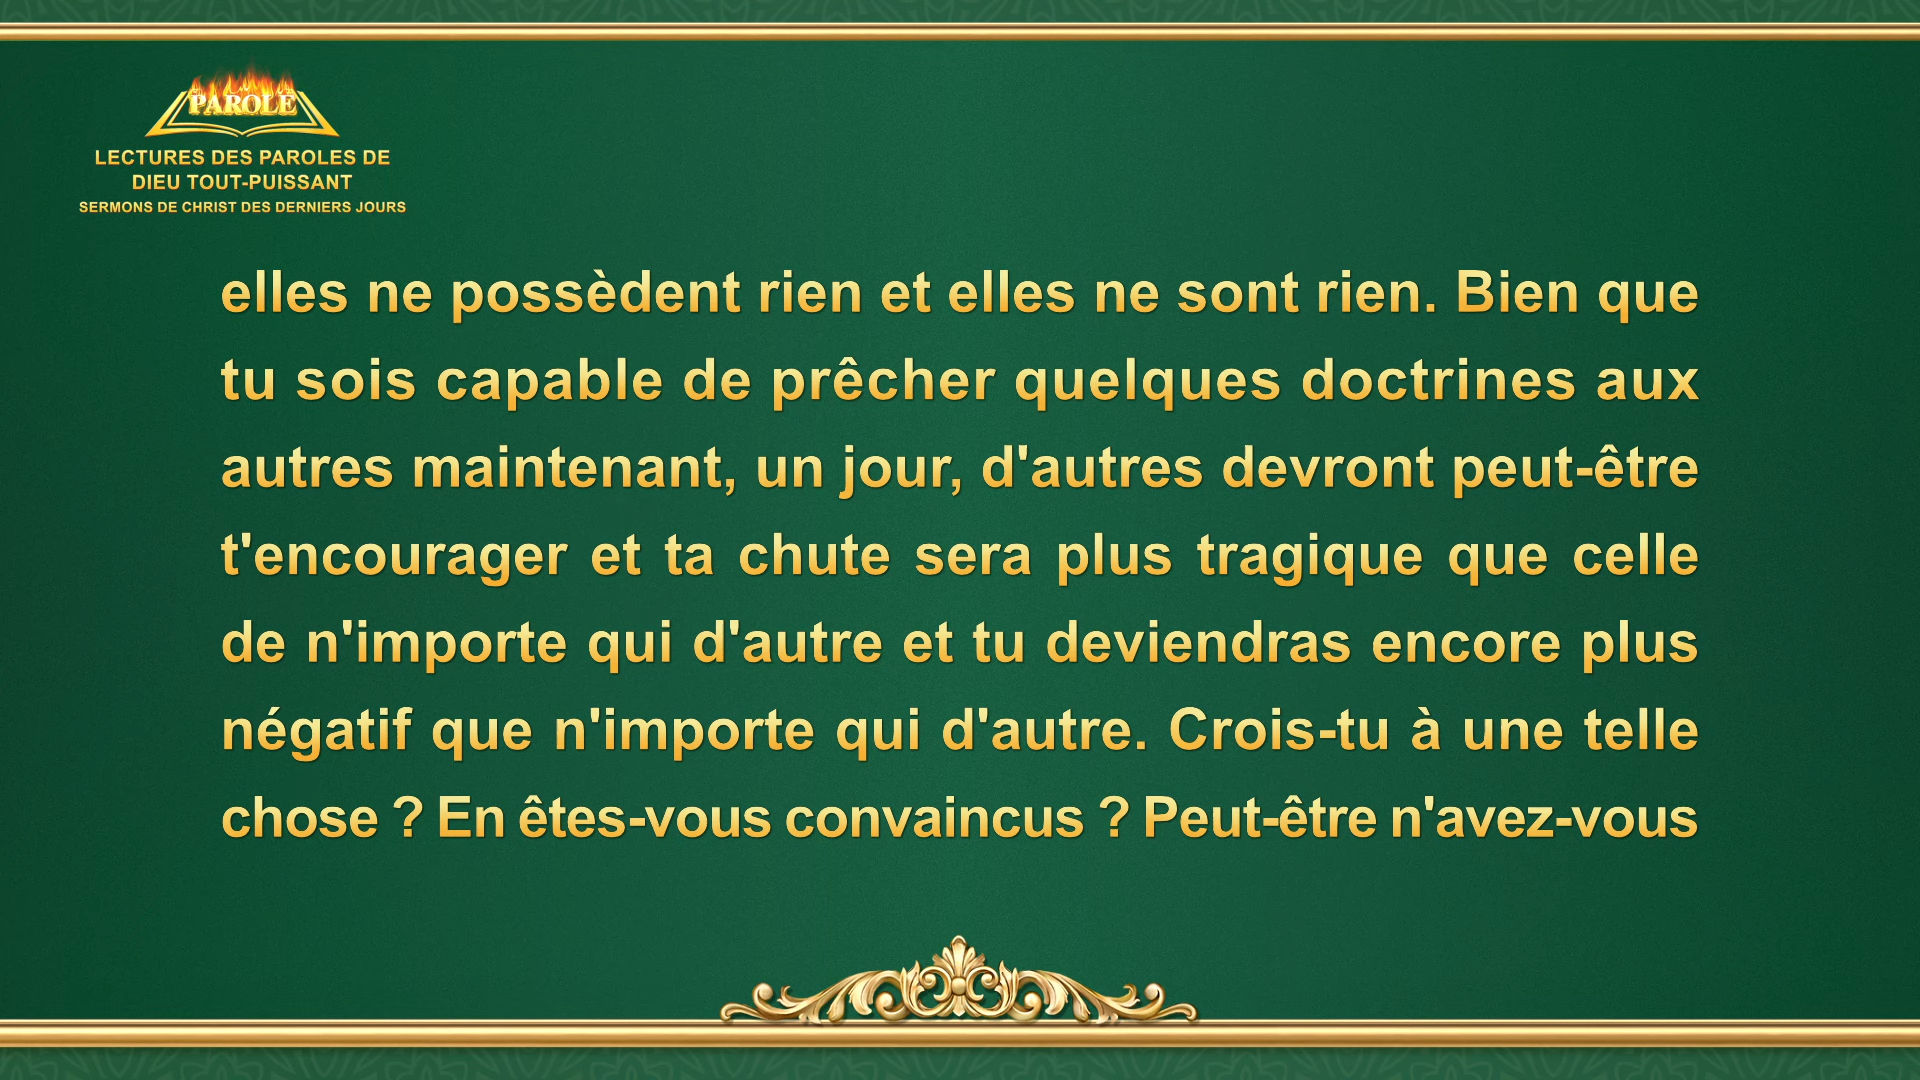 PAROLE
LECTURES DES PAROLES DE
DIEU TOUT-PUISSANT
SERMONS DE CHRIST DES DERNIERS JOURS
elles ne possèdent rien et elles ne sont rien. Bien que
tu sois capable de prêcher quelques doctrines aux
autres maintenant, un jour, d'autres devront peut-être
t'encourager et ta chute sera plus tragique que celle
de n'importe qui d'autre et tu deviendras encore plus
négatif que n'importe qui d'autre. Crois-tu à une telle
chose ? En êtes-vous convaincus ? Peut-être n'avez-vous